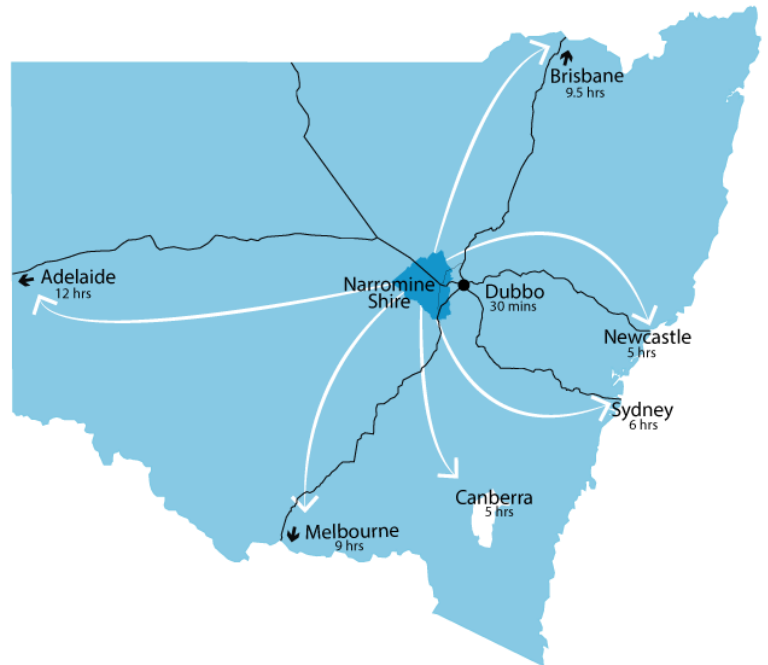 Brisbane
9.5 hrs
Adelaide
12 hrs
Narromine
Shire
Dubbo
30 mins
Newcastle
5 hrs
Sydney
6 hrs
Canberra
5 hrs
Melbourne
9 hrs